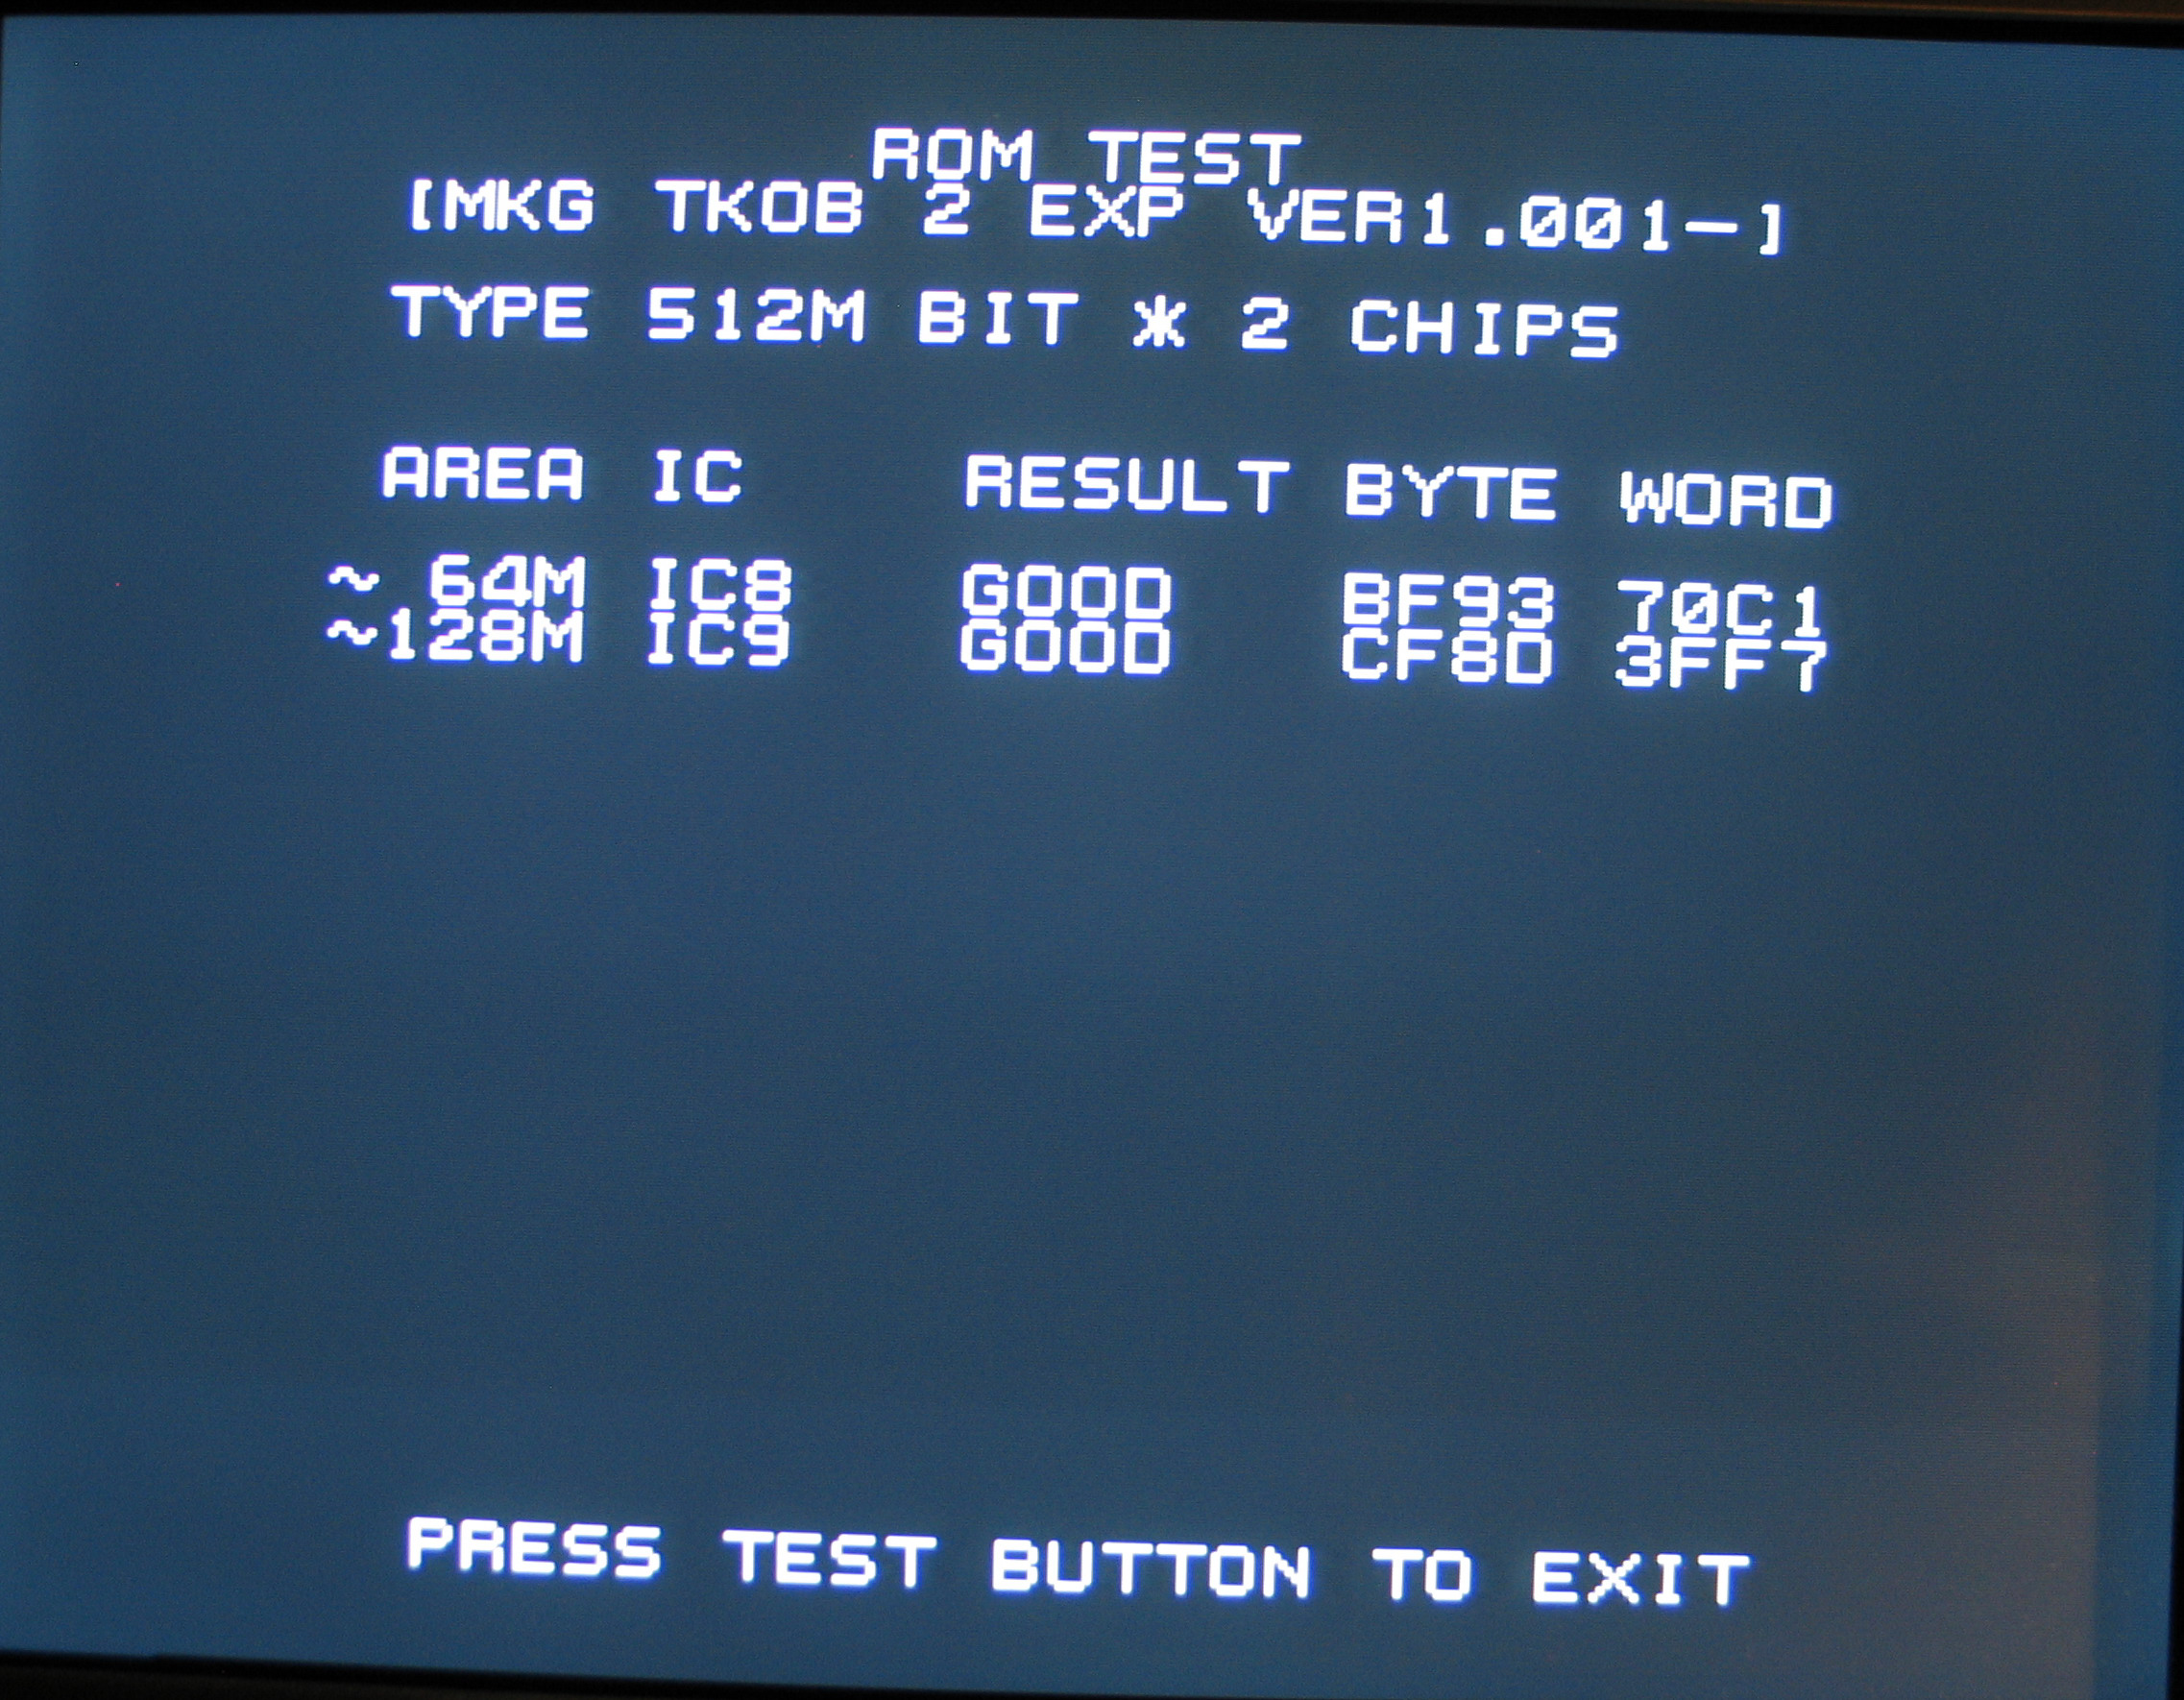 ROM TEST
[MKG TKOB 2 EXP VER1.001-]
TYPE 512M BIT * 2 CHIPS
AREA IC RESULT BYTE WORD
~ 64M IC8 GOOD BF93 70C1
~128M IC9 GOOD CF8D 3FF7
PRESS TEST BUTTON TO EXIT